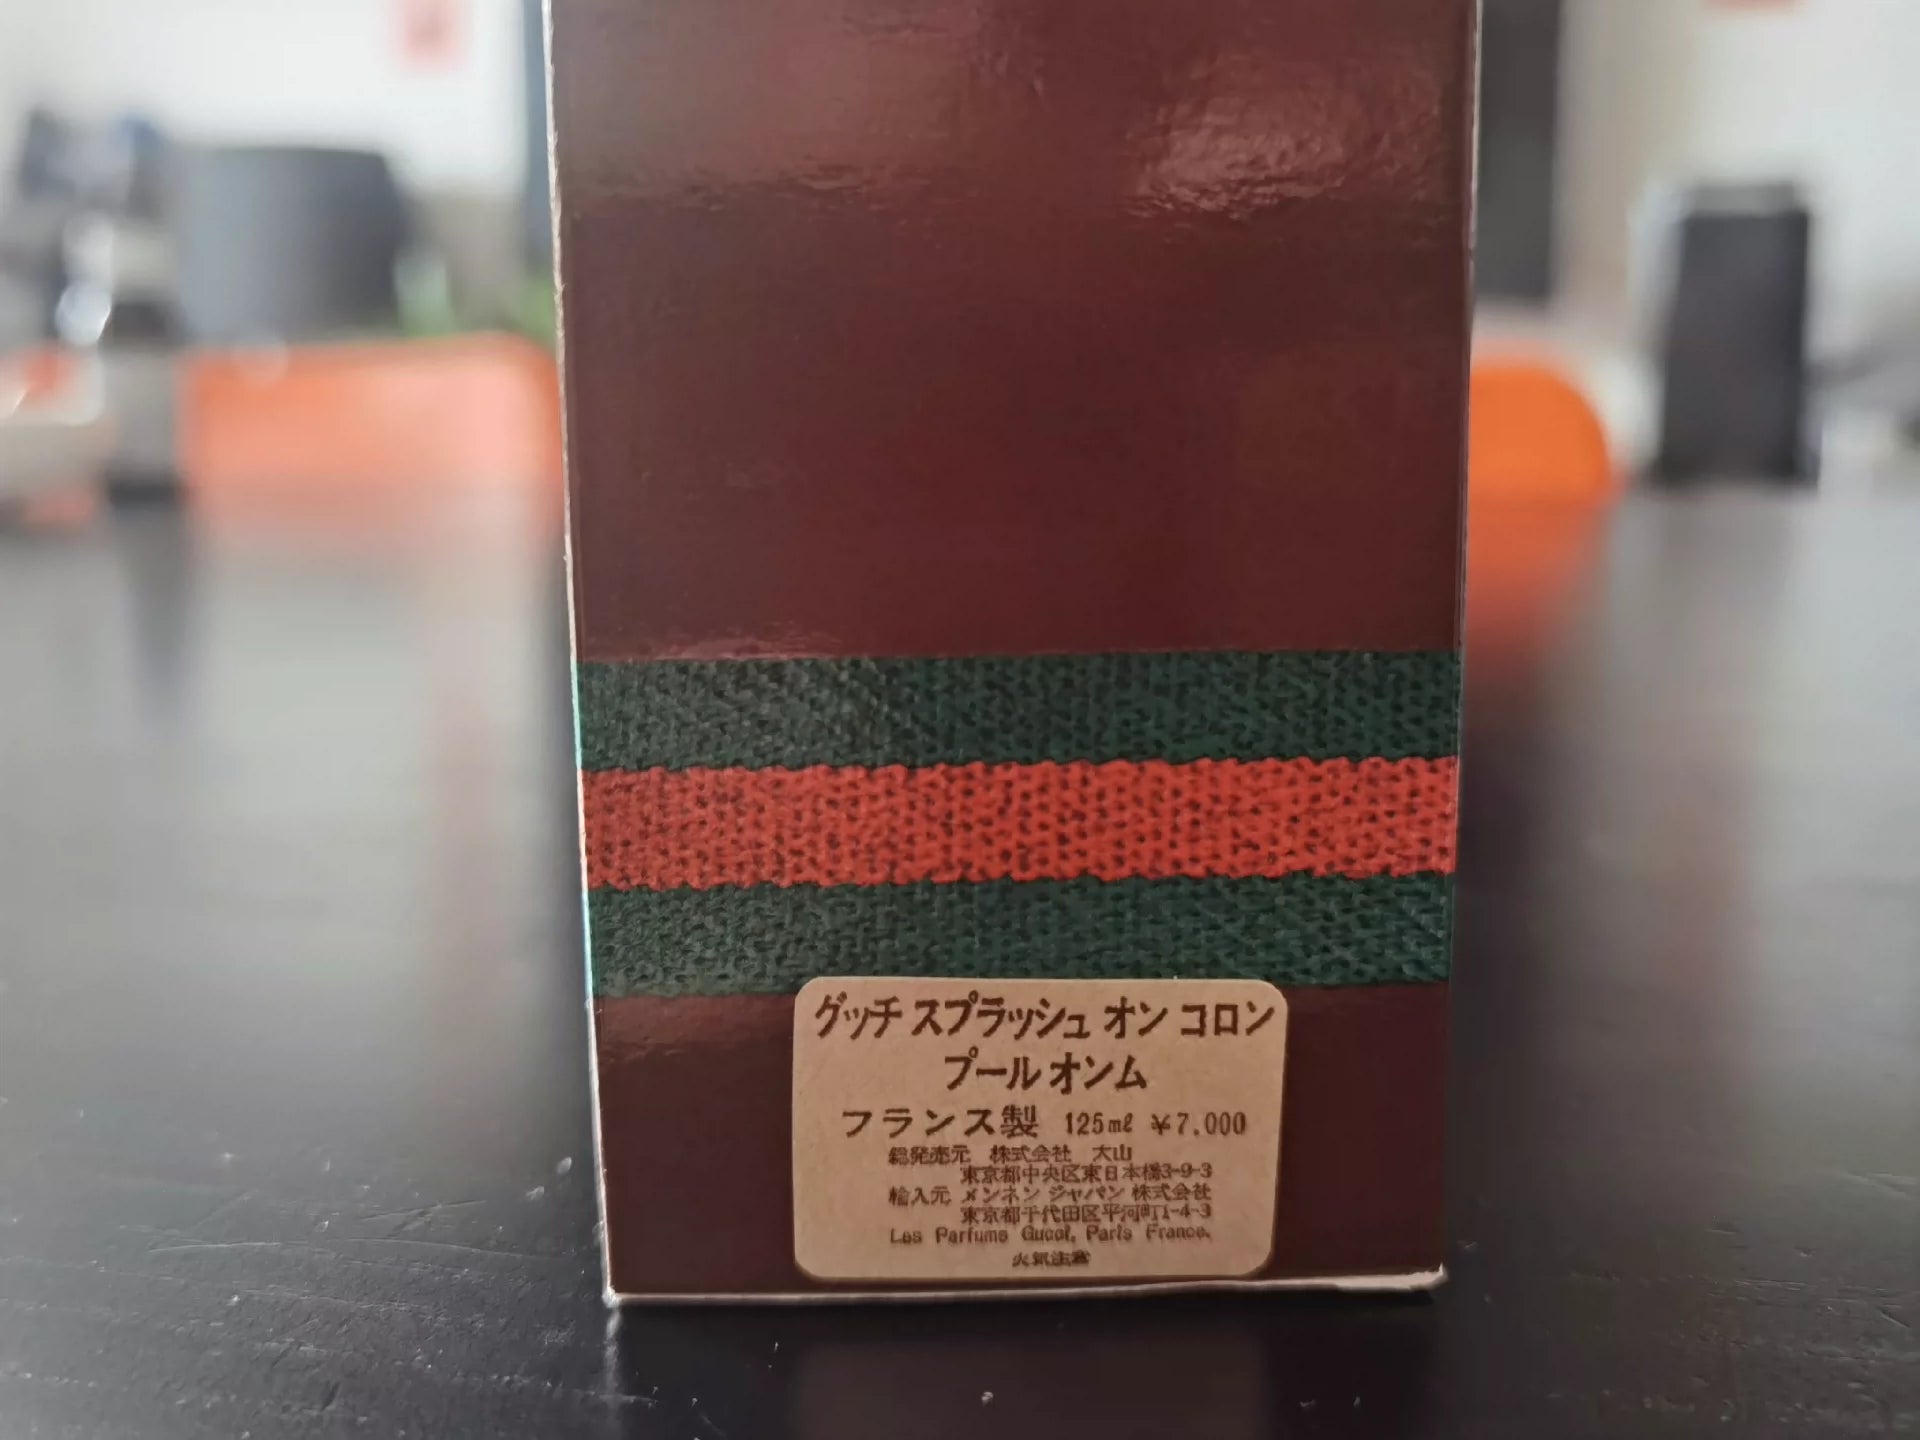 グッチ スプラッシュ オン コロン
プール オンム
フランス製 125mℓ ¥7.000
総発売元 株式会社 大山
東京都中央区東日本橋3-9-3
輸入元 メンネン ジャパン 株式会社
東京都千代田区平河町1-4-3
Les Parfums Gucci, Paris France.
火気注意